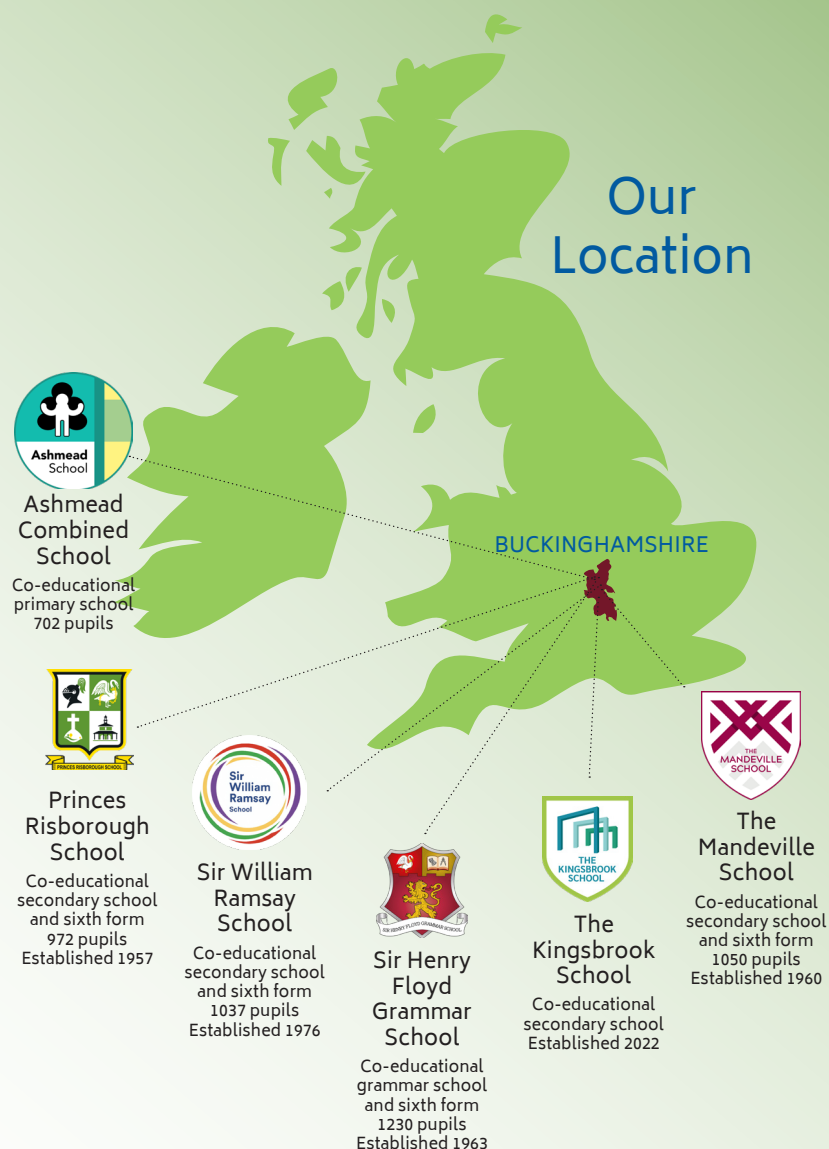 Our
Location
BUCKINGHAMSHIRE
Ashmead
School
Ashmead
Combined
School
Co-educational
primary school
702 pupils
PRINCES RISBOROUGH SCHOOL
Princes
Risborough
School
Co-educational
secondary school
and sixth form
972 pupils
Established 1957
Sir
William
Ramsay
School
Sir William
Ramsay
School
Co-educational
secondary school
and sixth form
1037 pupils
Established 1976
SIR HENRY FLOYD GRAMMAR SCHOOL
Sir Henry
Floyd
Grammar
School
Co-educational
grammar school
and sixth form
1230 pupils
Established 1963
THE
KINGSBROOK
SCHOOL
The
Kingsbrook
School
Co-educational
secondary school
Established 2022
THE
MANDEVILLE
SCHOOL
The
Mandeville
School
Co-educational
secondary school
and sixth form
1050 pupils
Established 1960